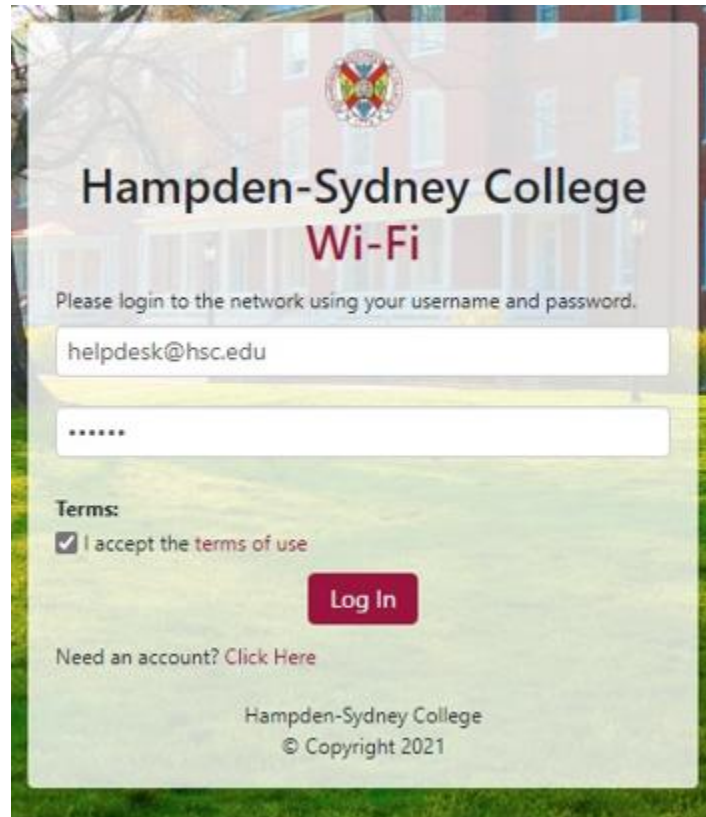 Hampden-Sydney College
Wi-Fi
Please login to the network using your username and password.
helpdesk@hsc.edu
••••••
Terms:
I accept the terms of use
Log In
Need an account? Click Here
Hampden-Sydney College
© Copyright 2021